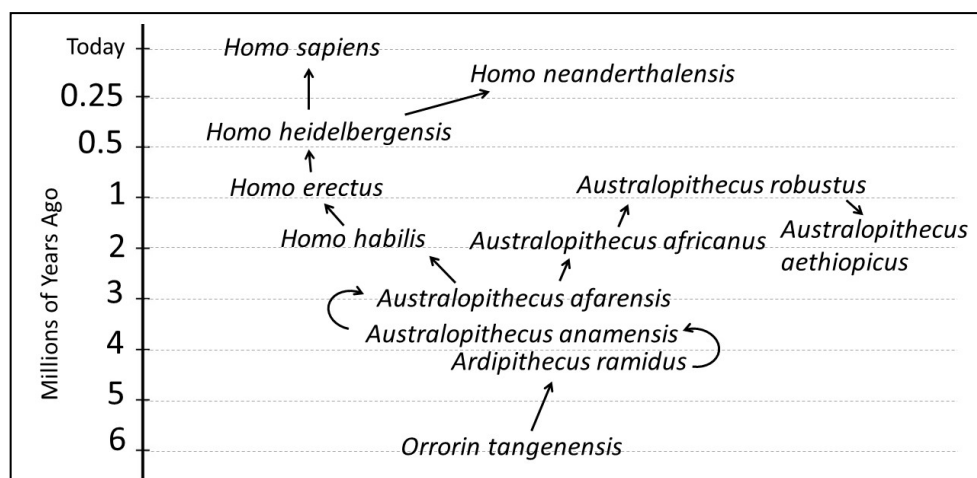 Today
Homo sapiens
Homo neanderthalensis
0.25
Homo heidelbergensis
0.5
Homo erectus
Australopithecus robustus
1
Homo habilis
Australopithecus africanus
Australopithecus
aethiopicus
2
3
Australopithecus afarensis
Australopithecus anamensis
4
Ardipithecus ramidus
5
6
Orrorin tangenensis
Millions of Years Ago